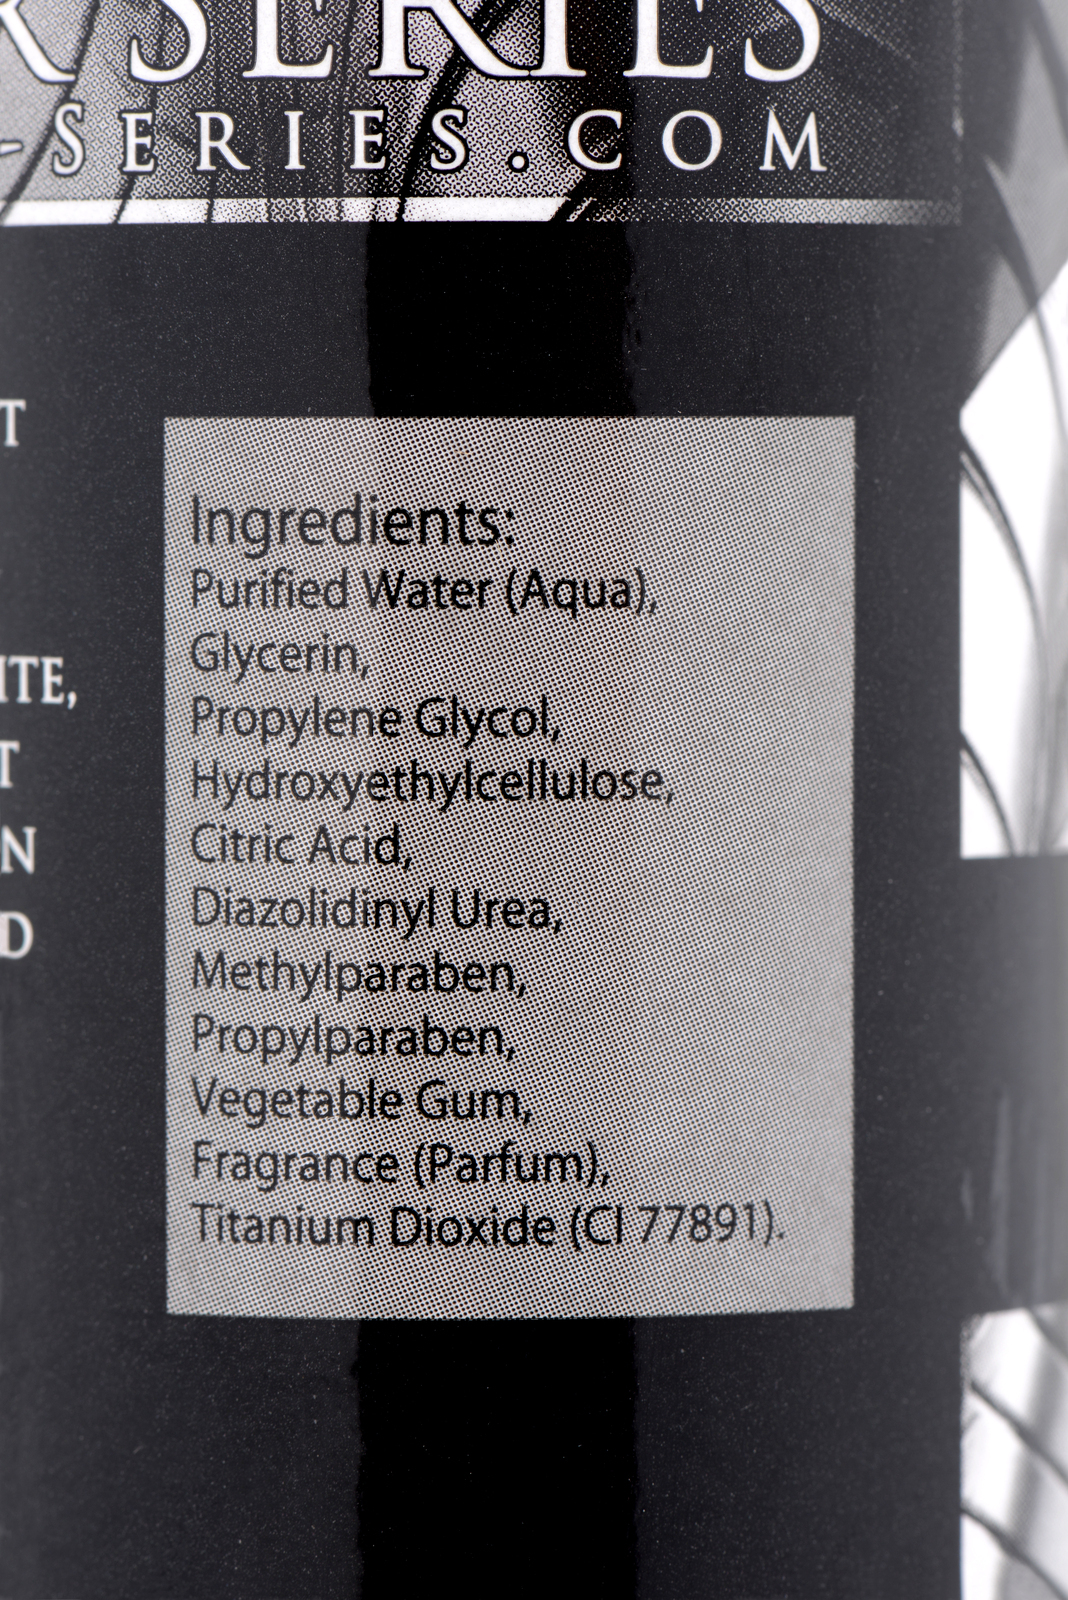 SERIES
-SERIES.COM
T
ITE,
T
N
D
Ingredients:
Purified Water (Aqua),
Glycerin,
Propylene Glycol,
Hydroxyethylcellulose,
Citric Acid,
Diazolidinyl Urea,
Methylparaben,
Propylparaben,
Vegetable Gum,
Fragrance (Parfum),
Titanium Dioxide (CI 77891).